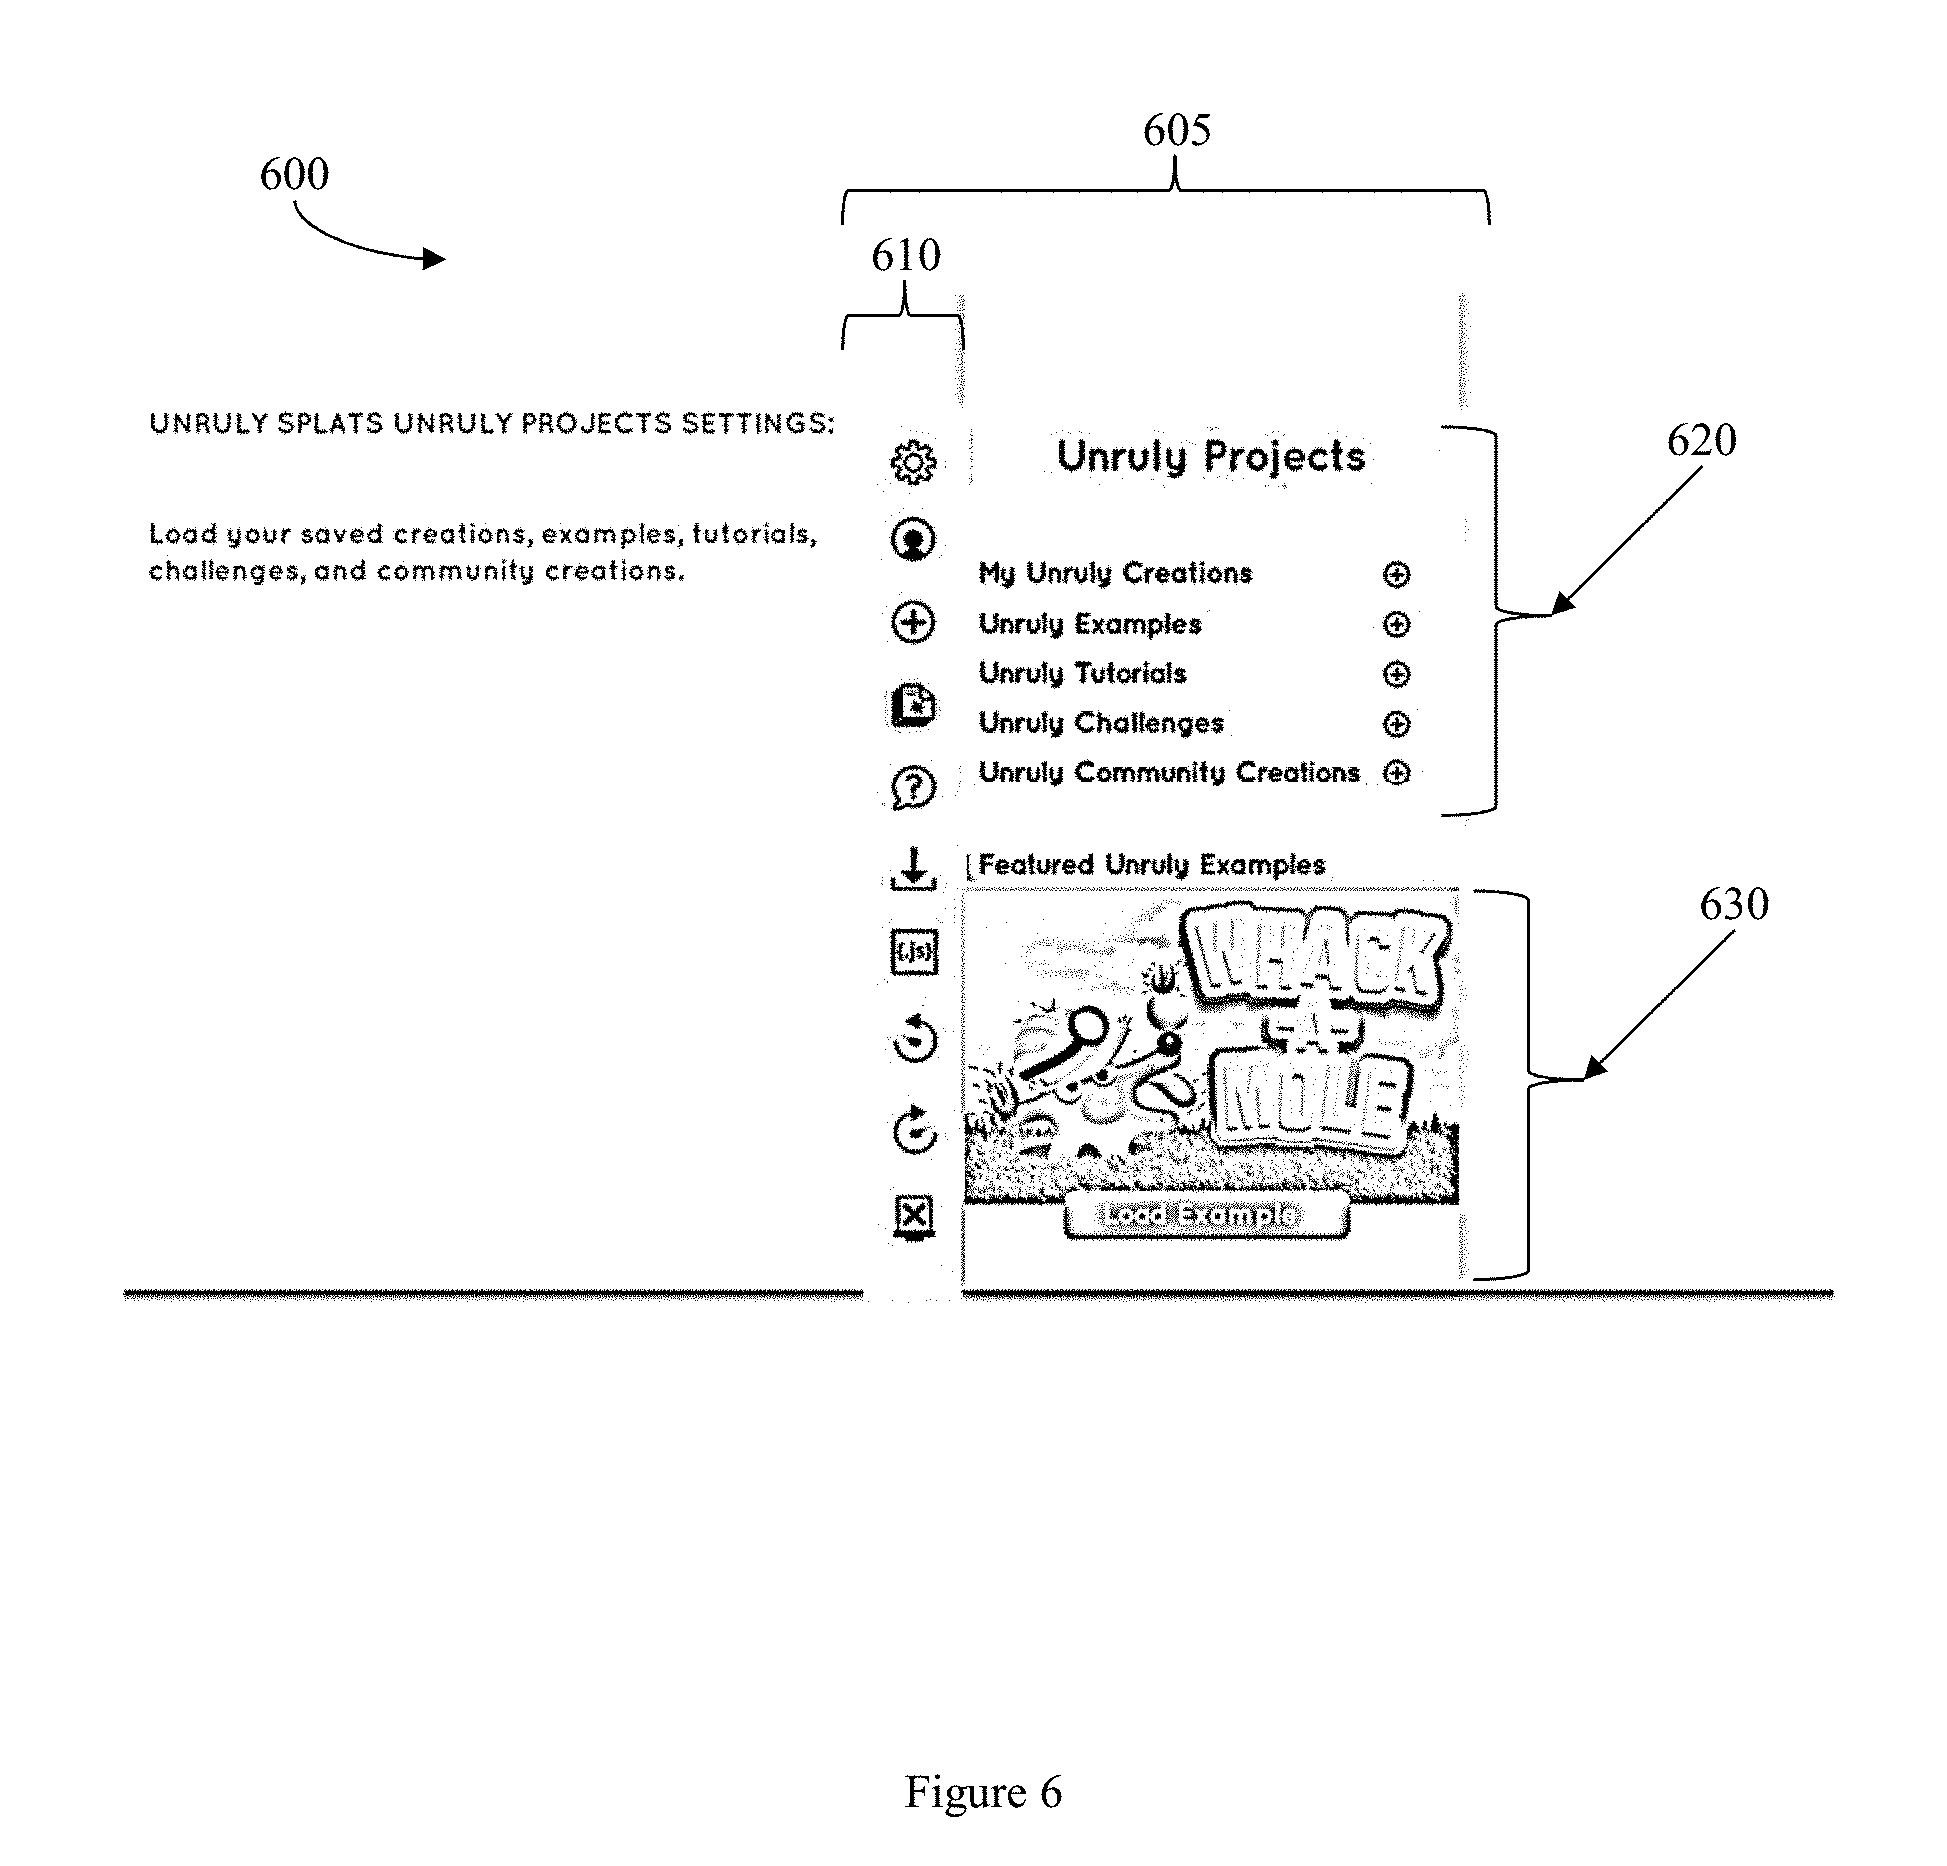 605
600
610
UNRULY SPLATS UNRULY PROJECTS SETTINGS:
620
Unruly Projects
Load your saved creations, examples, tutorials,
challenges, and community creations.
My Unruly Creations
Unruly Examples
Unruly Tutorials
Unruly Challenges
Unruly Community Creations
?
Featured Unruly Examples
630
WHACK
-A-
MOLE
{.js}
Load Example
Figure 6